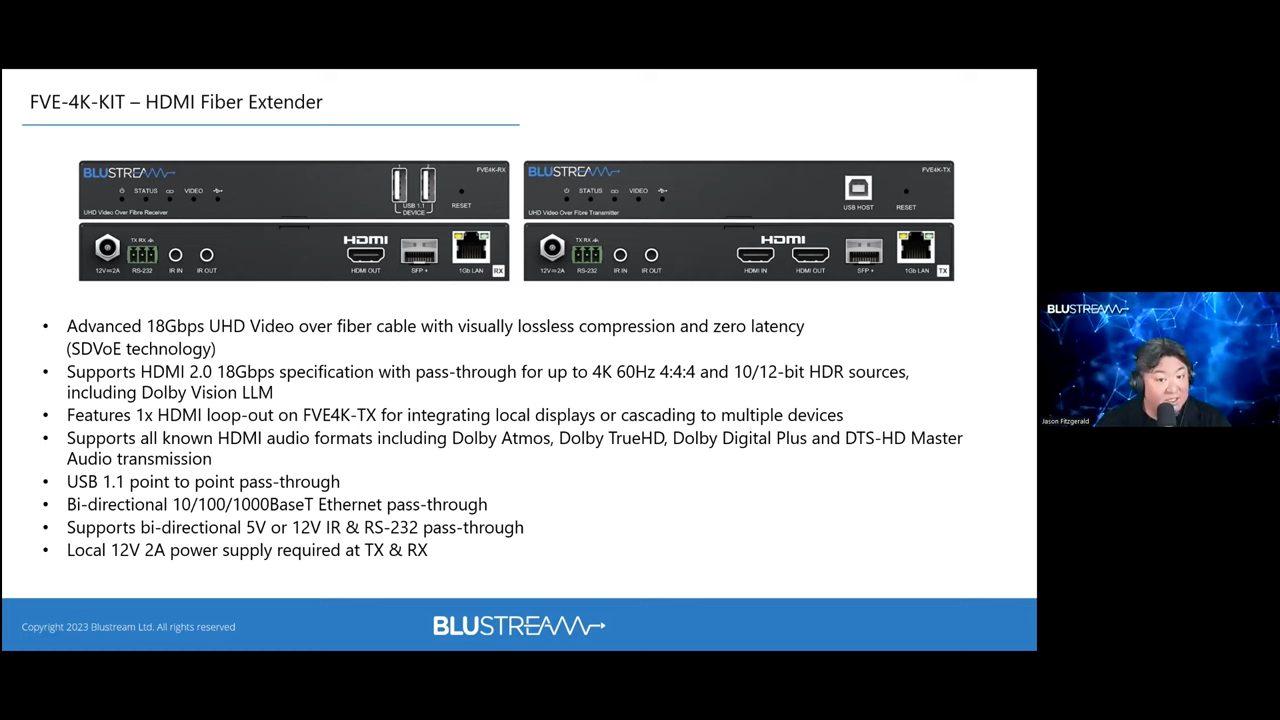 FVE-4K-KIT – HDMI Fiber Extender
BLUSTREAM
FVE4K-RX
STATUS
VIDEO
USB 1.1
DEVICE
RESET
UHD Video Over Fibre Receiver
BLUSTREAM
FVE4K-TX
STATUS
VIDEO
USB HOST
RESET
UHD Video Over Fibre Transmitter
HDMI
TX RX
12V 2A
RS-232
IR IN
IR OUT
HDMI OUT
SFP +
1Gb LAN
RX
HDMI
TX RX
12V 2A
RS-232
IR IN
IR OUT
HDMI IN
HDMI OUT
SFP +
1Gb LAN
TX
• Advanced 18Gbps UHD Video over fiber cable with visually lossless compression and zero latency
(SDVoE technology)
• Supports HDMI 2.0 18Gbps specification with pass-through for up to 4K 60Hz 4:4:4 and 10/12-bit HDR sources,
including Dolby Vision LLM
• Features 1x HDMI loop-out on FVE4K-TX for integrating local displays or cascading to multiple devices
• Supports all known HDMI audio formats including Dolby Atmos, Dolby TrueHD, Dolby Digital Plus and DTS-HD Master
Audio transmission
• USB 1.1 point to point pass-through
• Bi-directional 10/100/1000BaseT Ethernet pass-through
• Supports bi-directional 5V or 12V IR & RS-232 pass-through
• Local 12V 2A power supply required at TX & RX
Copyright 2023 Blustream Ltd. All rights reserved
BLUSTREAM
BLUSTREAM
Jason Fitzgerald